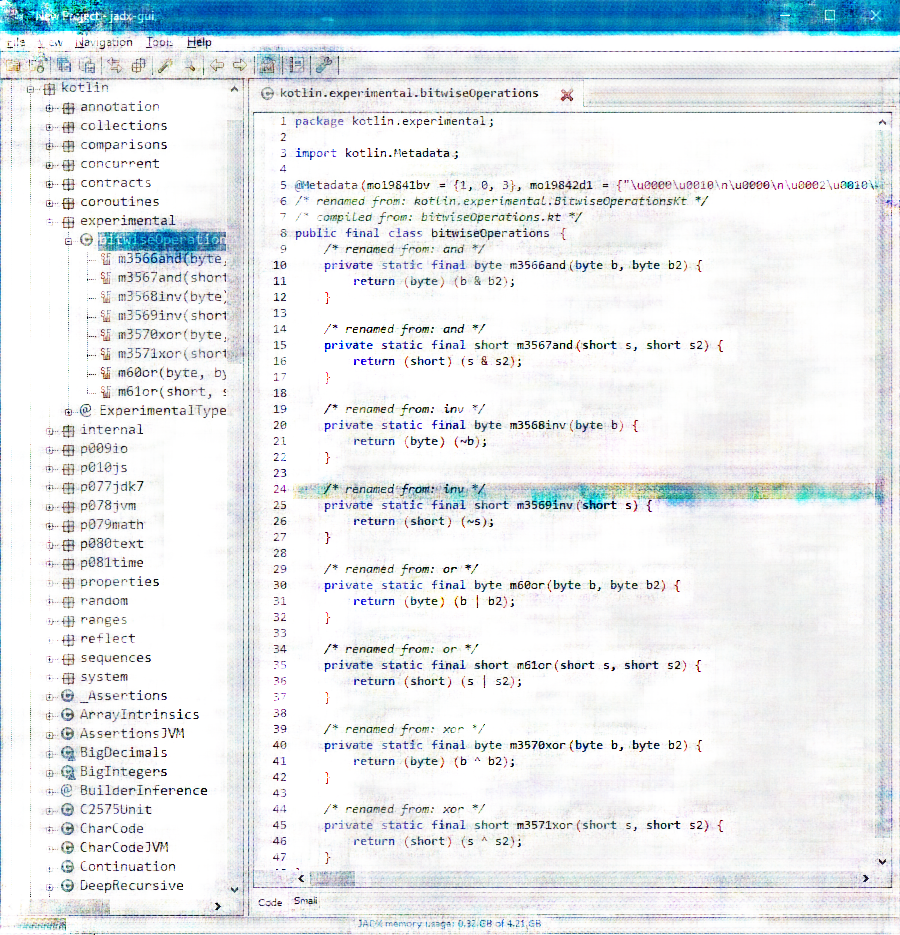 New Project - jadx-gui
File View Navigation Tools Help
kotlin
annotation
collections
comparisons
concurrent
contracts
coroutines
experimental
bitwiseOperation
m3566and(byte,
m3567and(short
m3568inv(byte)
m3569inv(short
m3570xor(byte,
m3571xor(short
m60or(byte, by
m61or(short, s
@ ExperimentalType
internal
p009io
p010js
p077jdk7
p078jvm
p079math
p080text
p081time
properties
random
ranges
reflect
sequences
system
_Assertions
ArrayIntrinsics
AssertionsJVM
BigDecimals
BigIntegers
@ BuilderInference
C2575Unit
CharCode
CharCodeJVM
Continuation
DeepRecursive
kotlin.experimental.bitwiseOperations
1 package kotlin.experimental;
2
3 import kotlin.Metadata;
4
5 @Metadata(mo19841bv = {1, 0, 3}, mo19842d1 = {"\u0000\u0010\n\u0000\n\u0002\u0010\
6 /* renamed from: kotlin.experimental.BitwiseOperationsKt */
7 /* compiled from: bitwiseOperations.kt */
8 public final class bitwiseOperations {
9 /* renamed from: and */
10 private static final byte m3566and(byte b, byte b2) {
11 return (byte) (b & b2);
12 }
13
14 /* renamed from: and */
15 private static final short m3567and(short s, short s2) {
16 return (short) (s & s2);
17 }
18
19 /* renamed from: inv */
20 private static final byte m3568inv(byte b) {
21 return (byte) (~b);
22 }
23
24 /* renamed from: inv */
25 private static final short m3569inv(short s) {
26 return (short) (~s);
27 }
28
29 /* renamed from: or */
30 private static final byte m60or(byte b, byte b2) {
31 return (byte) (b | b2);
32 }
33
34 /* renamed from: or */
35 private static final short m61or(short s, short s2) {
36 return (short) (s | s2);
37 }
38
39 /* renamed from: xor */
40 private static final byte m3570xor(byte b, byte b2) {
41 return (byte) (b ^ b2);
42 }
43
44 /* renamed from: xor */
45 private static final short m3571xor(short s, short s2) {
46 return (short) (s ^ s2);
47 }
Code Smali
JADX memory usage: 0.32 GB of 4.21 GB